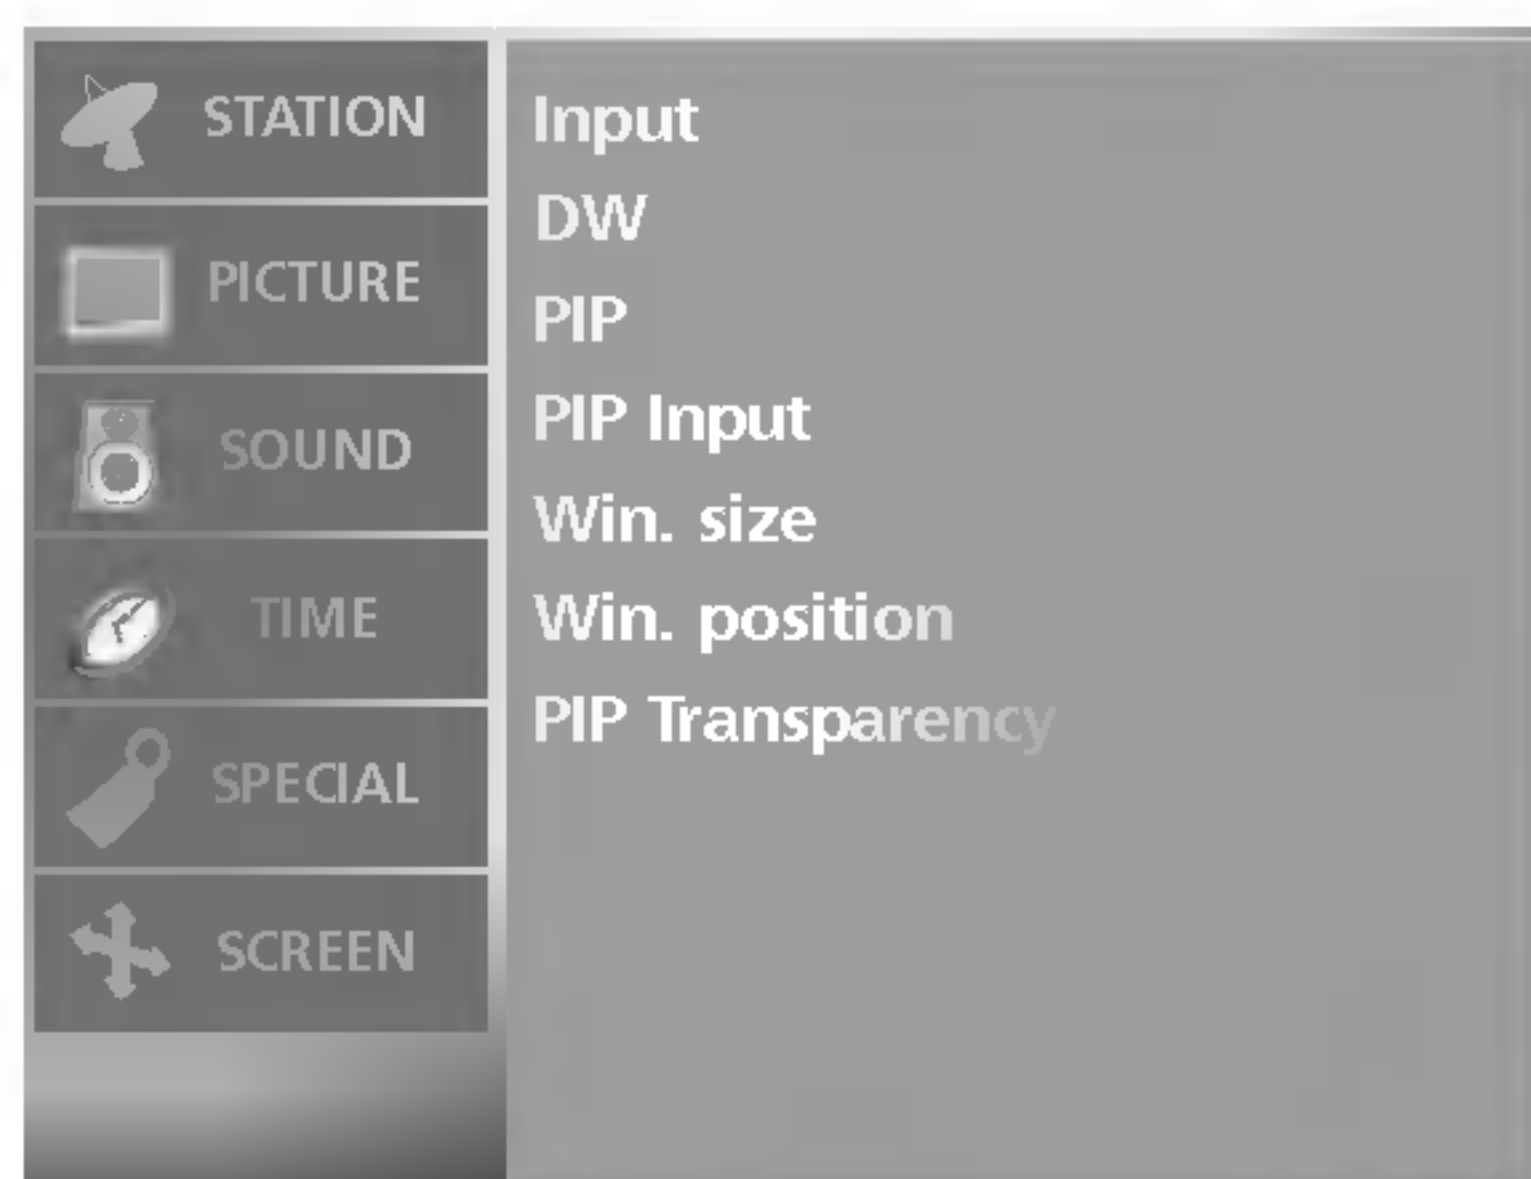 STATION
PICTURE
SOUND
TIME
SPECIAL
SCREEN
Input
DW
PIP
PIP Input
Win. size
Win. position
PIP Transparency